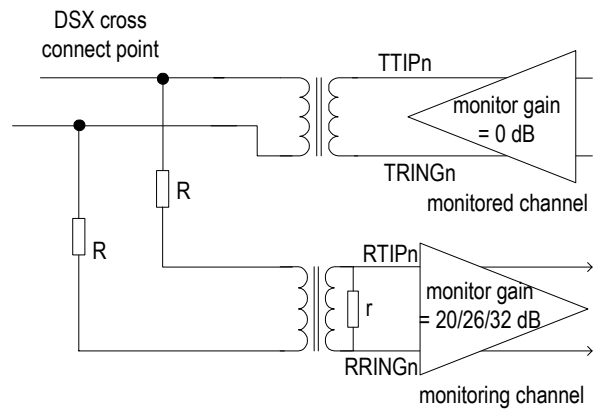 DSX cross
connect point
TTIPn
monitor gain
= 0 dB
TRINGn
monitored channel
R
R
RTIPn
monitor gain
= 20/26/32 dB
r
RRINGn
monitoring channel